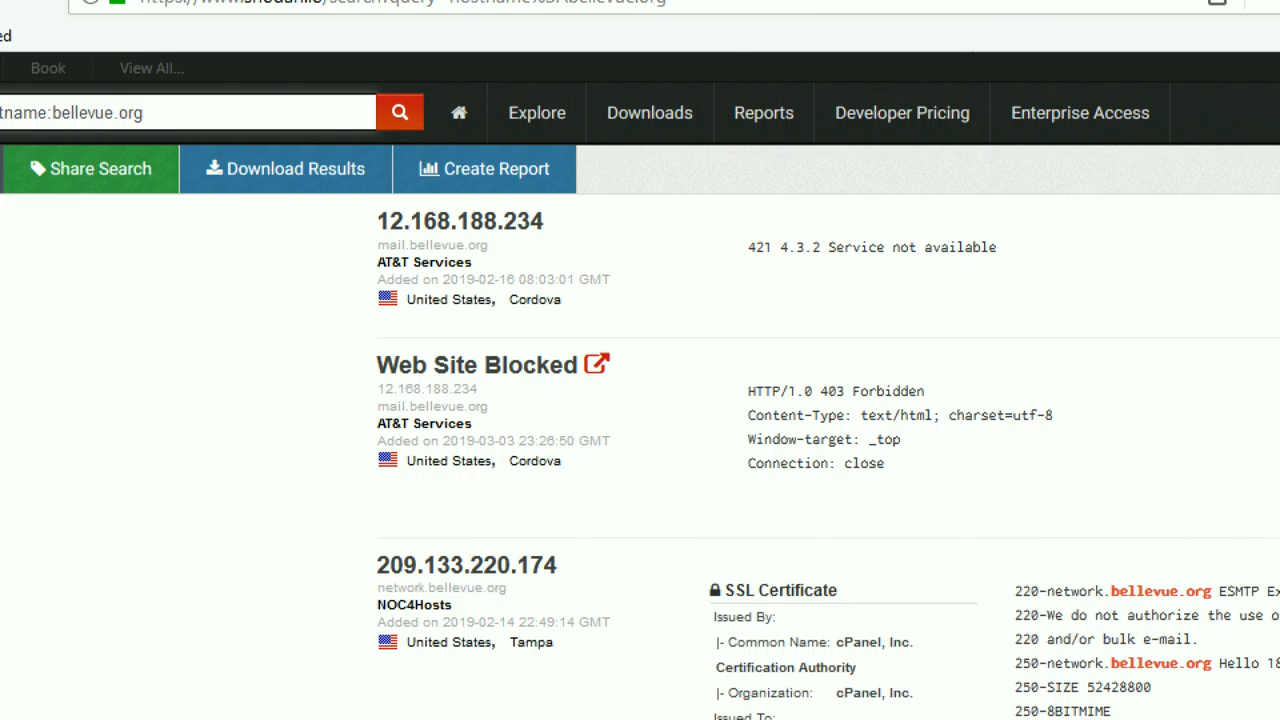 ed
Book View All...
tname:bellevue.org Explore Downloads Reports Developer Pricing Enterprise Access
Share Search Download Results Create Report
12.168.188.234
mail.bellevue.org
AT&T Services
Added on 2019-02-16 08:03:01 GMT
United States, Cordova
421 4.3.2 Service not available
Web Site Blocked
12.168.188.234
mail.bellevue.org
AT&T Services
Added on 2019-03-03 23:26:50 GMT
United States, Cordova
HTTP/1.0 403 Forbidden
Content-Type: text/html; charset=utf-8
Window-target: _top
Connection: close
209.133.220.174
network.bellevue.org
NOC4Hosts
Added on 2019-02-14 22:49:14 GMT
United States, Tampa
SSL Certificate
Issued By:
|- Common Name: cPanel, Inc.
Certification Authority
|- Organization: cPanel, Inc.
Issued To:
220-network.bellevue.org ESMTP Ex
220-We do not authorize the use o
220 and/or bulk e-mail.
250-network.bellevue.org Hello 18
250-SIZE 52428800
250-8BITMIME